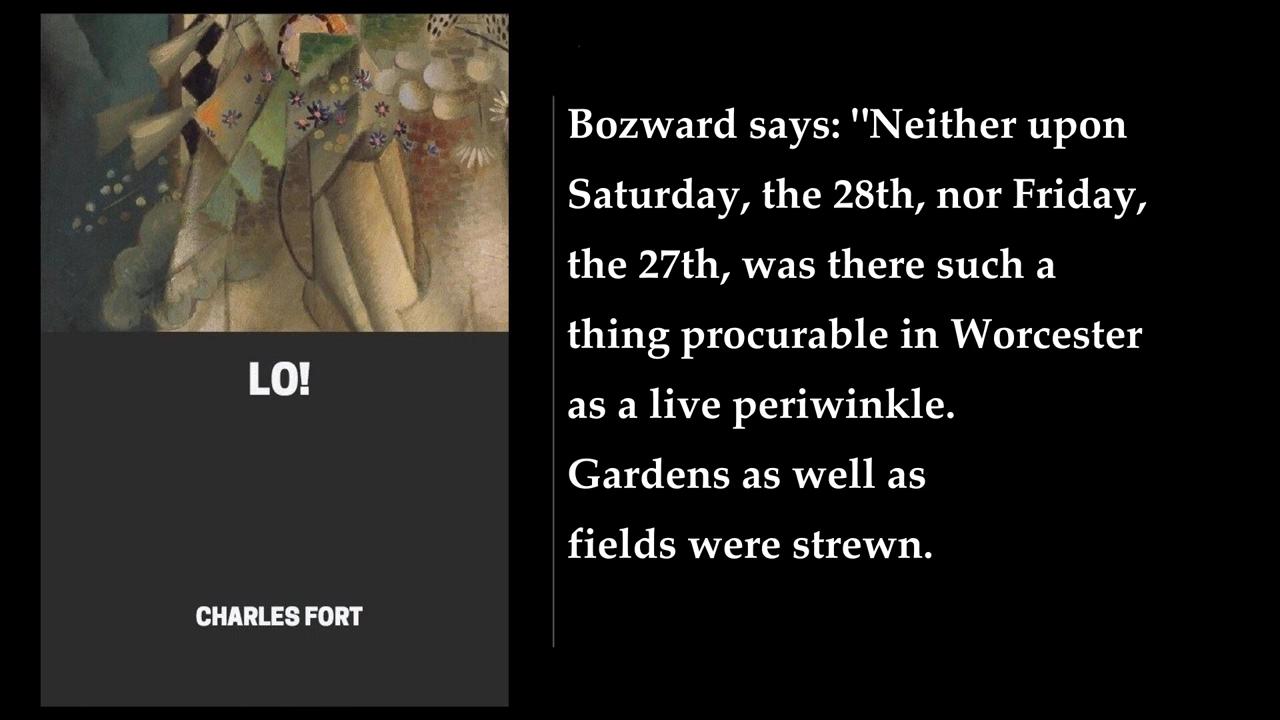 LO!
CHARLES FORT
Bozward says: "Neither upon
Saturday, the 28th, nor Friday,
the 27th, was there such a
thing procurable in Worcester
as a live periwinkle.
Gardens as well as
fields were strewn.